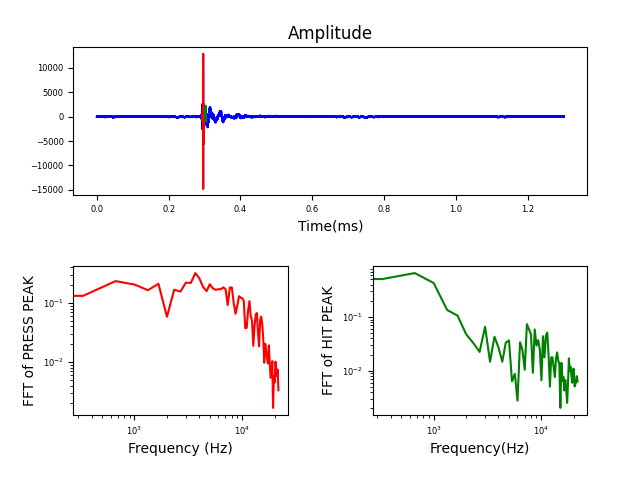 Amplitude
10000
5000
0
−5000
−10000
−15000
0.0 0.2 0.4 0.6 0.8 1.0 1.2
Time(ms)
FFT of PRESS PEAK
10⁻¹
10⁻²
10³ 10⁴
Frequency (Hz)
FFT of HIT PEAK
10⁻¹
10⁻²
10³ 10⁴
Frequency(Hz)